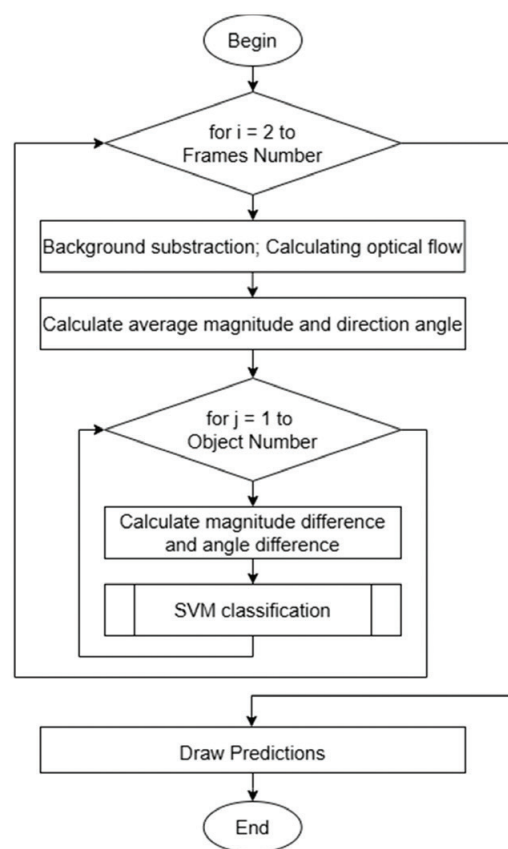 Begin
for i = 2 to
Frames Number
Background substraction; Calculating optical flow
Calculate average magnitude and direction angle
for j = 1 to
Object Number
Calculate magnitude difference
and angle difference
SVM classification
Draw Predictions
End